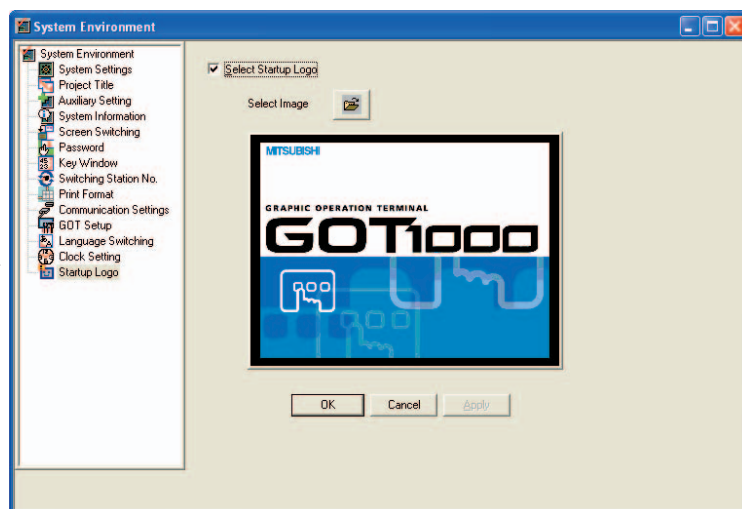 System Environment
System Environment
System Settings
Project Title
Auxiliary Setting
System Information
Screen Switching
Password
Key Window
Switching Station No.
Print Format
Communication Settings
GOT Setup
Language Switching
Clock Setting
Startup Logo
Select Startup Logo
Select Image
MITSUBISHI
GRAPHIC OPERATION TERMINAL
GOT1000
OK Cancel Apply